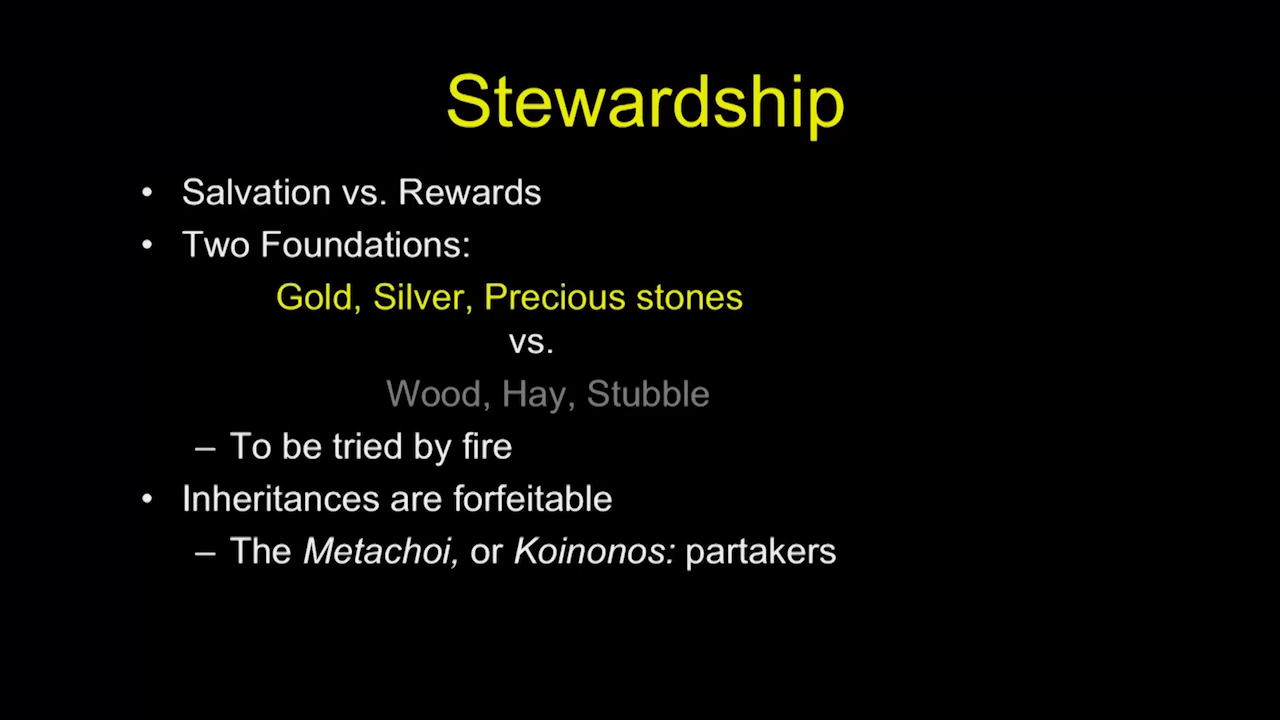 Stewardship
• Salvation vs. Rewards
• Two Foundations:
Gold, Silver, Precious stones
vs.
Wood, Hay, Stubble
– To be tried by fire
• Inheritances are forfeitable
– The Metachoi, or Koinonos: partakers